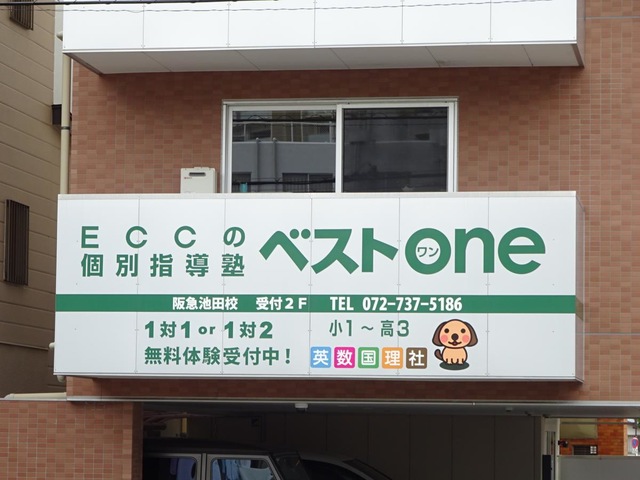 ECCの
個別指導塾
ベストone
ワン
阪急池田校 受付2F TEL 072-737-5186
1対1 or 1対2 小1～高3
無料体験受付中! 英数国理社